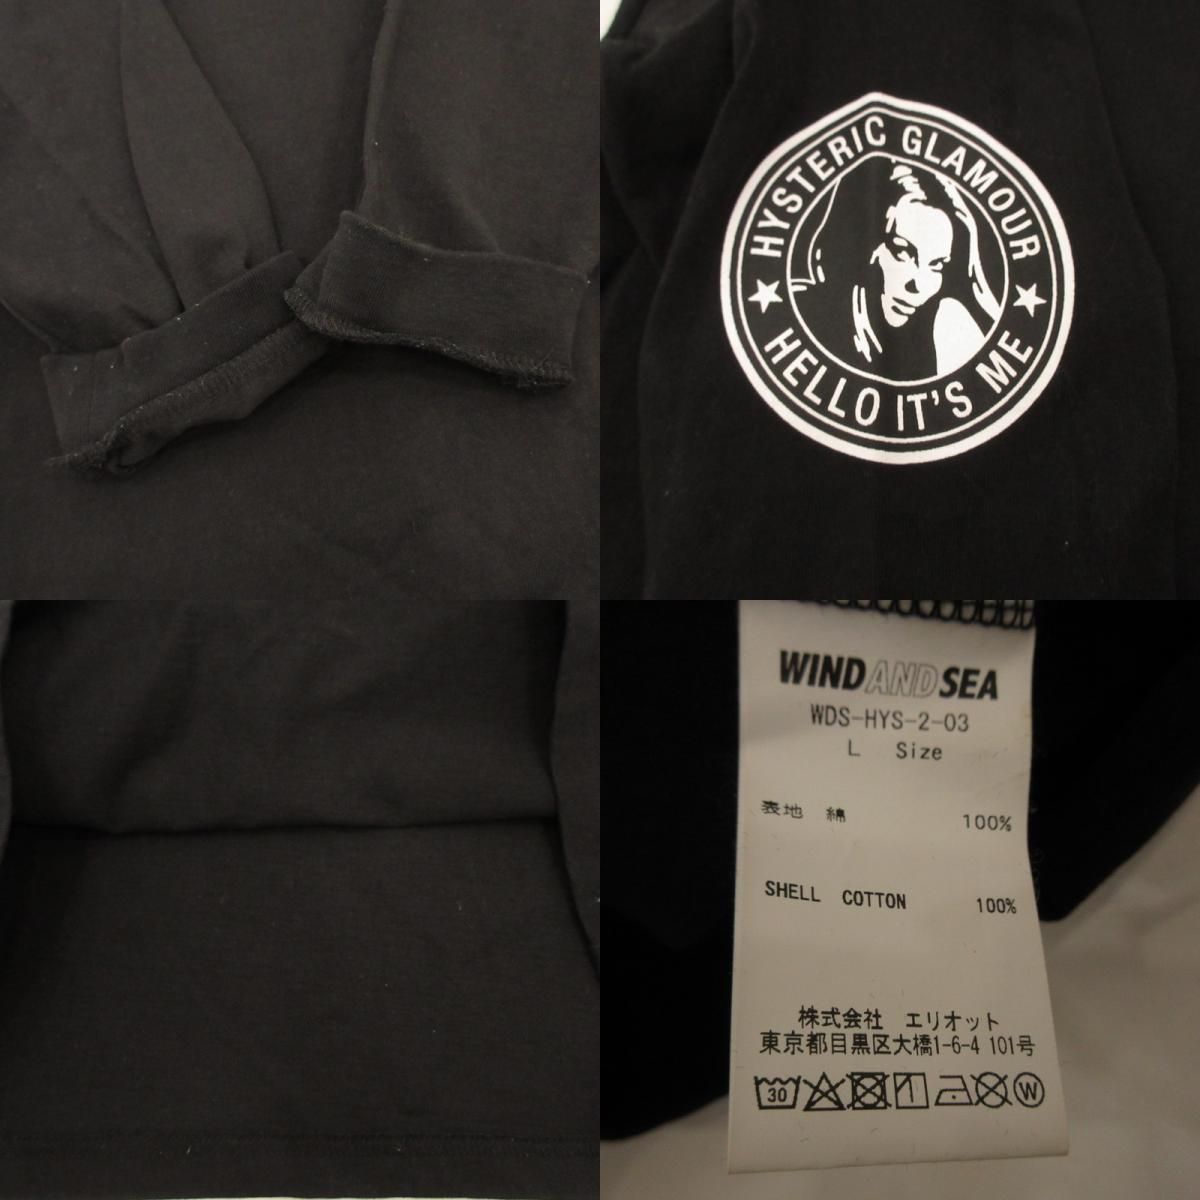 HYSTERIC GLAMOUR
★ ★
HELLO IT'S ME
WINDANDSEA
WDS-HYS-2-03
L Size
表地 綿 100%
SHELL COTTON 100%
株式会社 エリオット
東京都目黒区大橋1-6-4 101号
30 W